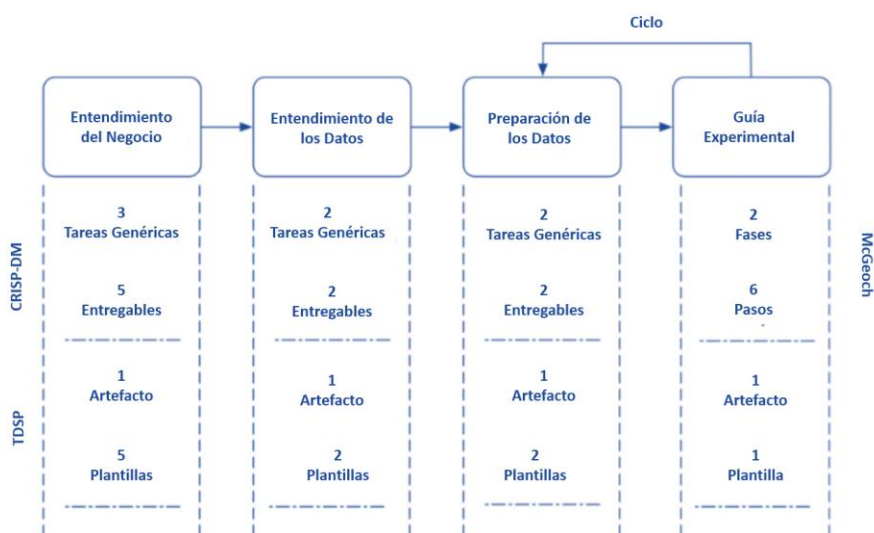 Ciclo
Entendimiento
del Negocio
Entendimiento de
los Datos
Preparación de
los Datos
Guía
Experimental
CRISP-DM
3
Tareas Genéricas
2
Tareas Genéricas
2
Tareas Genéricas
2
Fases
McGeoch
5
Entregables
2
Entregables
2
Entregables
6
Pasos
TDSP
1
Artefacto
1
Artefacto
1
Artefacto
1
Artefacto
5
Plantillas
2
Plantillas
2
Plantillas
1
Plantilla